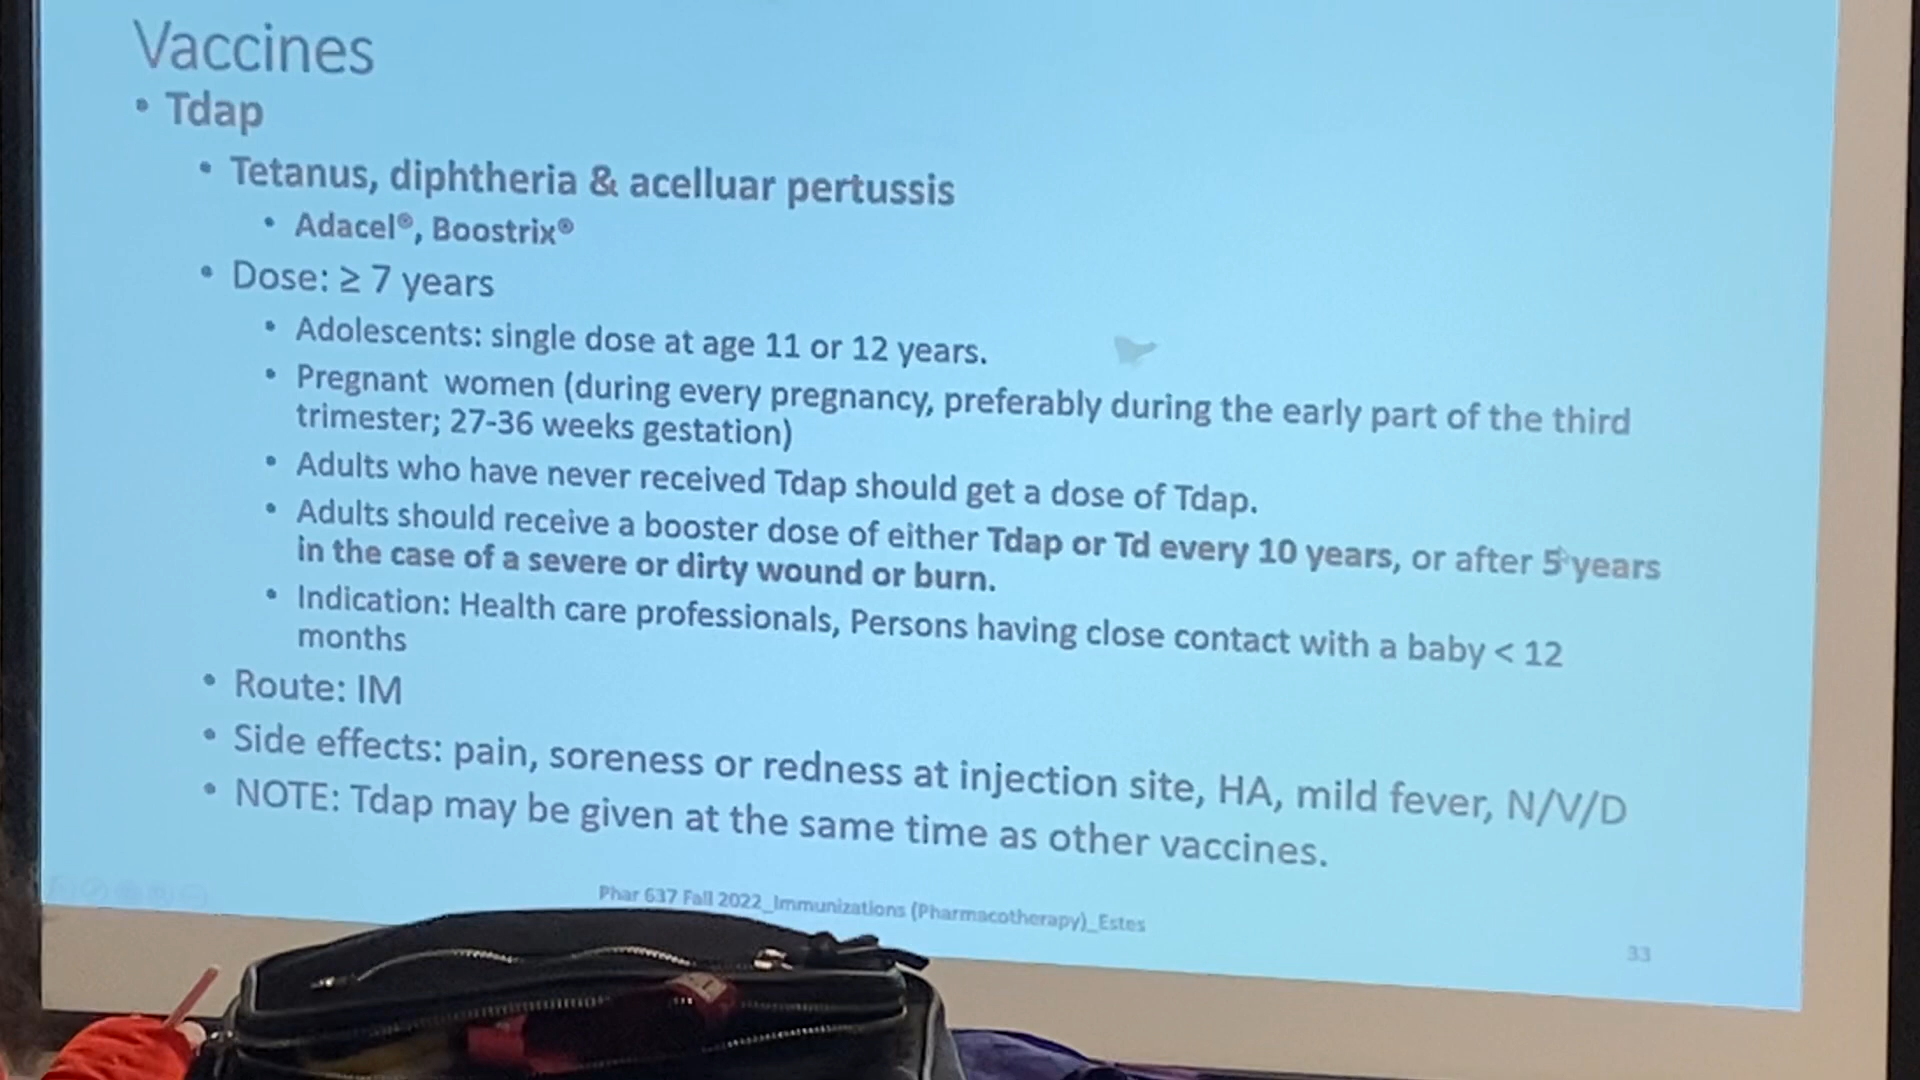 Vaccines
• Tdap
• Tetanus, diphtheria & acelluar pertussis
• Adacel®, Boostrix®
• Dose: ≥ 7 years
• Adolescents: single dose at age 11 or 12 years.
• Pregnant women (during every pregnancy, preferably during the early part of the third
trimester; 27-36 weeks gestation)
• Adults who have never received Tdap should get a dose of Tdap.
• Adults should receive a booster dose of either Tdap or Td every 10 years, or after 5 years
in the case of a severe or dirty wound or burn.
• Indication: Health care professionals, Persons having close contact with a baby < 12
months
• Route: IM
• Side effects: pain, soreness or redness at injection site, HA, mild fever, N/V/D
• NOTE: Tdap may be given at the same time as other vaccines.
Phar 637 Fall 2022_Immunizations (Pharmacotherapy)_Estes
33